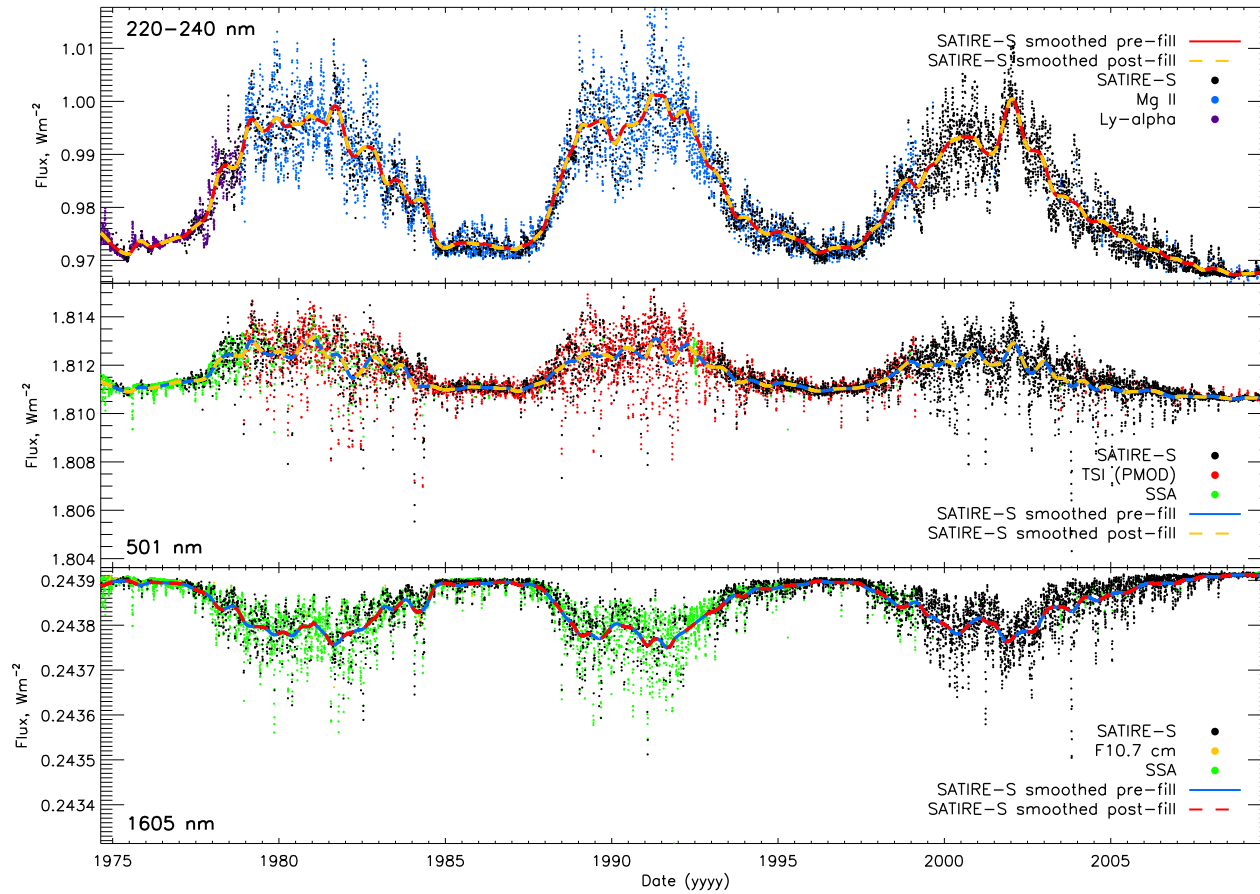 220-240 nm
SATIRE-S smoothed pre-fill
SATIRE-S smoothed post-fill
SATIRE-S
Mg II
Ly-alpha
1.01
1.00
0.99
0.98
0.97
Flux, Wm⁻²
1.814
1.812
1.810
1.808
1.806
1.804
Flux, Wm⁻²
SATIRE-S
TSI (PMOD)
SSA
SATIRE-S smoothed pre-fill
SATIRE-S smoothed post-fill
501 nm
0.2439
0.2438
0.2437
0.2436
0.2435
0.2434
Flux, Wm⁻²
SATIRE-S
F10.7 cm
SSA
SATIRE-S smoothed pre-fill
SATIRE-S smoothed post-fill
1605 nm
1975 1980 1985 1990 1995 2000 2005
Date (yyyy)